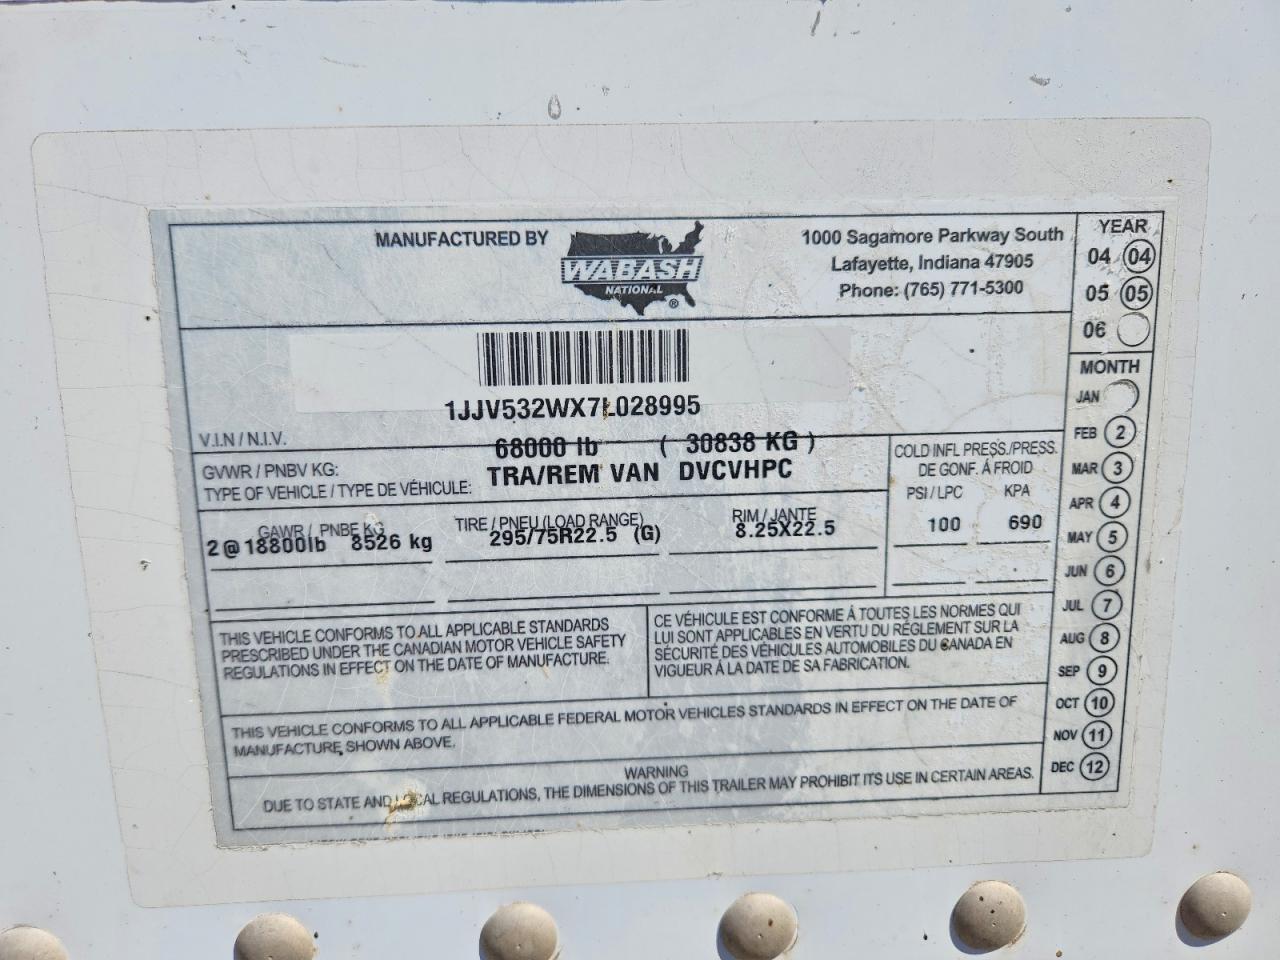 MANUFACTURED BY
WABASH
NATIONAL
®
1000 Sagamore Parkway South
Lafayette, Indiana 47905
Phone: (765) 771-5300
YEAR
04 04
05 05
06
MONTH
JAN
FEB 2
MAR 3
APR 4
MAY 5
JUN 6
JUL 7
AUG 8
SEP 9
OCT 10
NOV 11
DEC 12
1JJV532WX7L028995
V.I.N / N.I.V.
68000 lb ( 30838 KG )
GVWR / PNBV KG:
TRA/REM VAN DVCVHPC
TYPE OF VEHICLE / TYPE DE VÉHICULE:
COLD INFL PRESS./PRESS.
DE GONF. Á FROID
PSI / LPC KPA
100 690
GAWR / PNBE KG
2 @ 18800lb 8526 kg
TIRE / PNEU (LOAD RANGE)
295/75R22.5 (G)
RIM / JANTE
8.25X22.5
THIS VEHICLE CONFORMS TO ALL APPLICABLE STANDARDS
PRESCRIBED UNDER THE CANADIAN MOTOR VEHICLE SAFETY
REGULATIONS IN EFFECT ON THE DATE OF MANUFACTURE.
CE VÉHICULE EST CONFORME Á TOUTES LES NORMES QUI
LUI SONT APPLICABLES EN VERTU DU RÉGLEMENT SUR LA
SÉCURITÉ DES VÉHICULES AUTOMOBILES DU CANADA EN
VIGUEUR Á LA DATE DE SA FABRICATION.
THIS VEHICLE CONFORMS TO ALL APPLICABLE FEDERAL MOTOR VEHICLES STANDARDS IN EFFECT ON THE DATE OF
MANUFACTURE SHOWN ABOVE.
WARNING
DUE TO STATE AND LOCAL REGULATIONS, THE DIMENSIONS OF THIS TRAILER MAY PROHIBIT ITS USE IN CERTAIN AREAS.